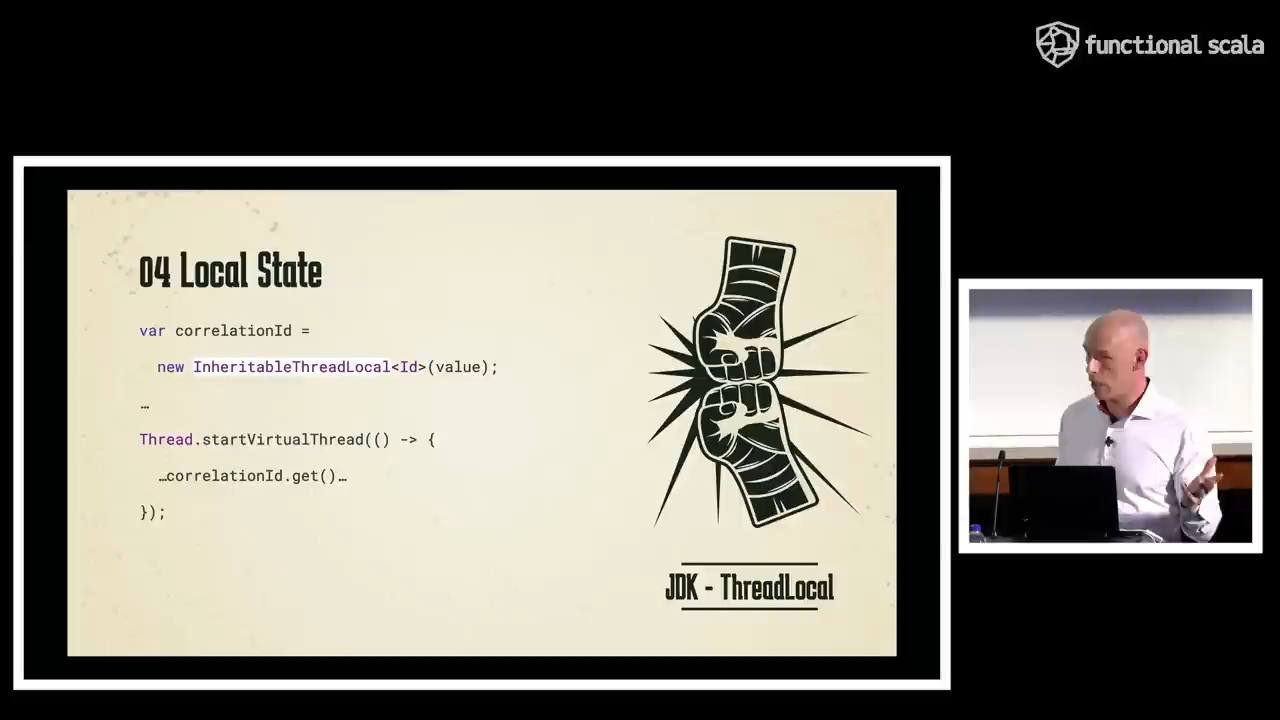 functional scala
04 Local State
var correlationId =
new InheritableThreadLocal<Id>(value);
…
Thread.startVirtualThread(() -> {
…correlationId.get()…
});
JDK - ThreadLocal